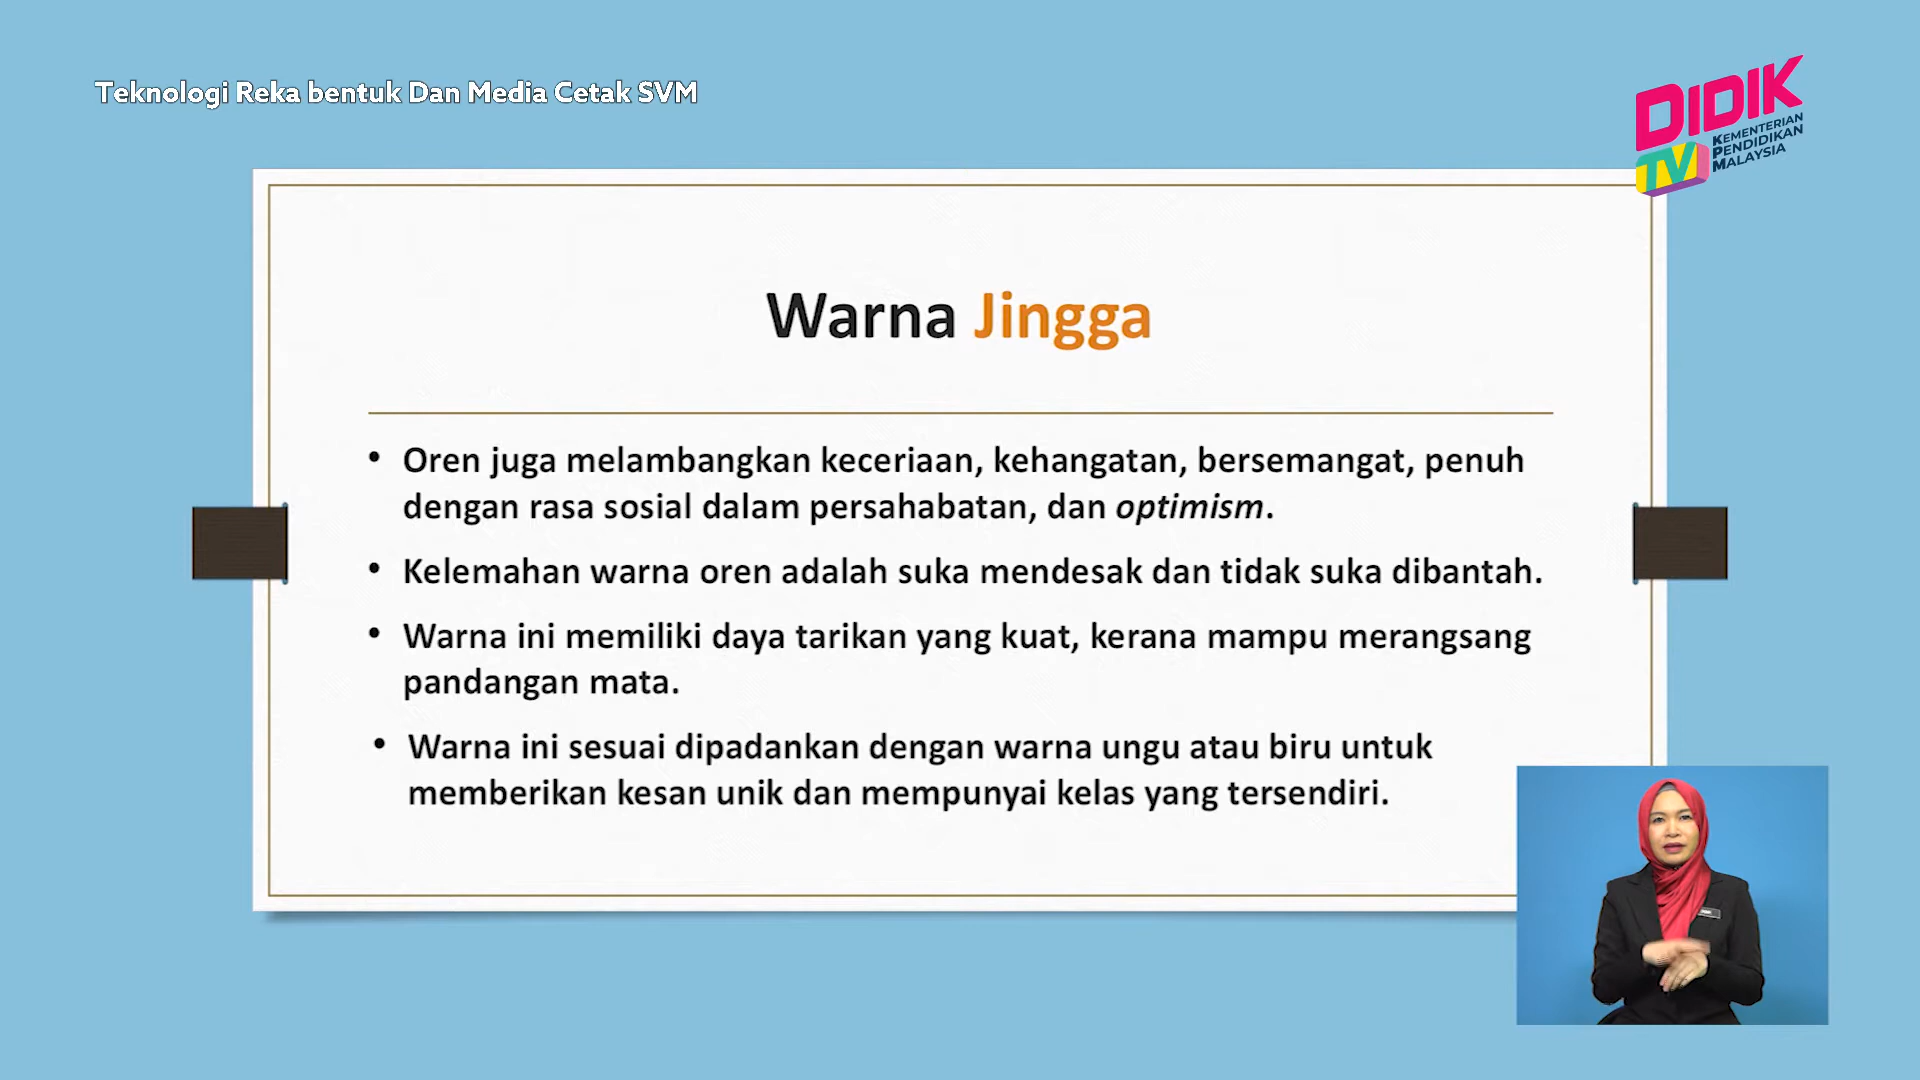 Teknologi Reka bentuk Dan Media Cetak SVM
DIDIK
TV
KEMENTERIAN
PENDIDIKAN
MALAYSIA
Warna Jingga
• Oren juga melambangkan keceriaan, kehangatan, bersemangat, penuh
dengan rasa sosial dalam persahabatan, dan optimism.
• Kelemahan warna oren adalah suka mendesak dan tidak suka dibantah.
• Warna ini memiliki daya tarikan yang kuat, kerana mampu merangsang
pandangan mata.
• Warna ini sesuai dipadankan dengan warna ungu atau biru untuk
memberikan kesan unik dan mempunyai kelas yang tersendiri.